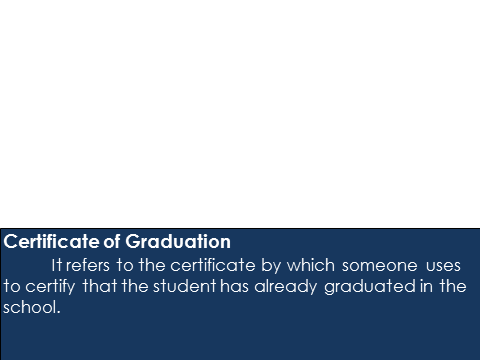 Certificate of Graduation
It refers to the certificate by which someone uses
to certify that the student has already graduated in the
school.